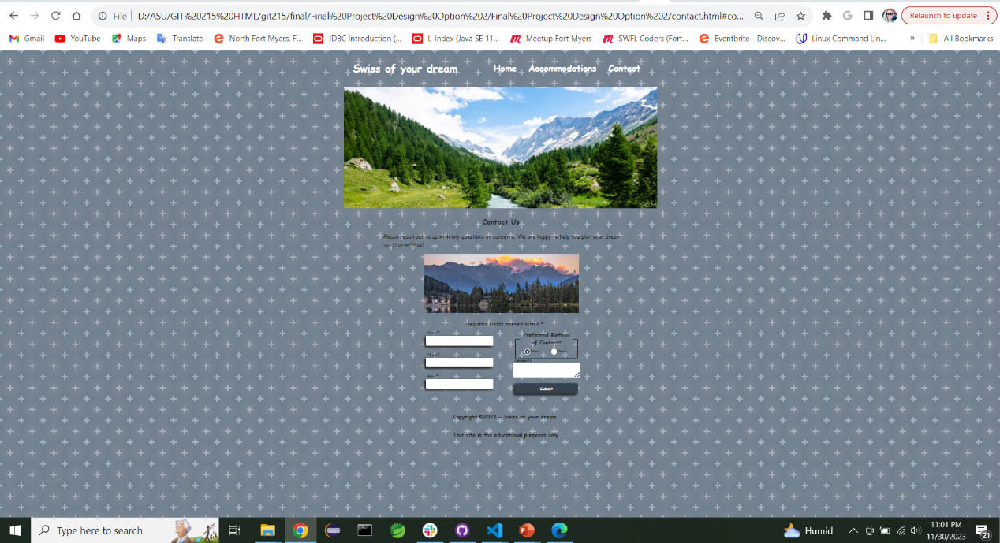 File
D:/ASU/GIT%20215%20HTML/git215/final/Final%20Project%20Design%20Option%202/Final%20Project%20Design%20Option%202/contact.html#co...
Relaunch to update
Gmail YouTube Maps Translate North Fort Myers, F... JDBC Introduction (... L-Index (Java SE 11... Meetup Fort Myers SWFL Coders (Fort... Eventbrite - Discov... Linux Command Lin... » All Bookmarks
Swiss of your dream Home Accommodations Contact
Contact Us
Please reach out to us with any questions or concerns. We are happy to help you plan your dream
vacation with us!
Required fields marked with a *
Preferred Method
of Contact*
Email Phone
Comments
Submit
Copyright ©2023 - Swiss of your dream
This site is for educational purposes only
Type here to search
Humid
11:01 PM
11/30/2023
21